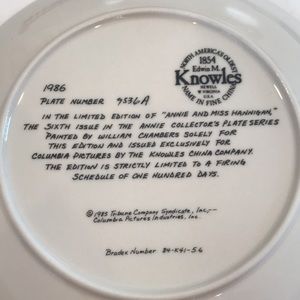 NORTH AMERICA'S OLDEST
1854
Edwin M.
Knowles
NEWELL
W VIRGINIA
U.S.A.
NAME IN FINE CHINA
1986
PLATE NUMBER 9536A
IN THE LIMITED EDITION OF "ANNIE AND MISS HANNIGAN,"
THE SIXTH ISSUE IN THE ANNIE COLLECTOR'S PLATE SERIES
PAINTED BY WILLIAM CHAMBERS SOLELY FOR
THIS EDITION AND ISSUED EXCLUSIVELY FOR
COLUMBIA PICTURES BY THE KNOWLES CHINA COMPANY.
THE EDITION IS STRICTLY LIMITED TO A FIRING
SCHEDULE OF ONE HUNDRED DAYS.
© 1985 Tribune Company Syndicate, Inc.,
Columbia Pictures Industries, Inc.
Bradex Number 84-K41-5.6